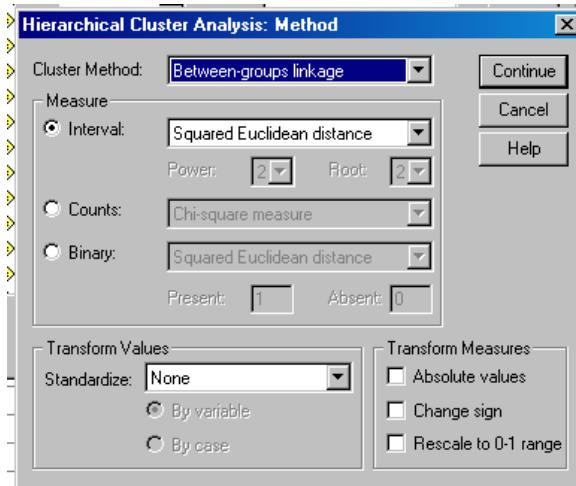 Hierarchical Cluster Analysis: Method
Cluster Method: Between-groups linkage Continue
Measure Cancel
Interval: Squared Euclidean distance Help
Power: 2 Root: 2
Counts: Chi-square measure
Binary: Squared Euclidean distance
Present: 1 Absent: 0
Transform Values Transform Measures
Standardize: None Absolute values
By variable Change sign
By case Rescale to 0-1 range